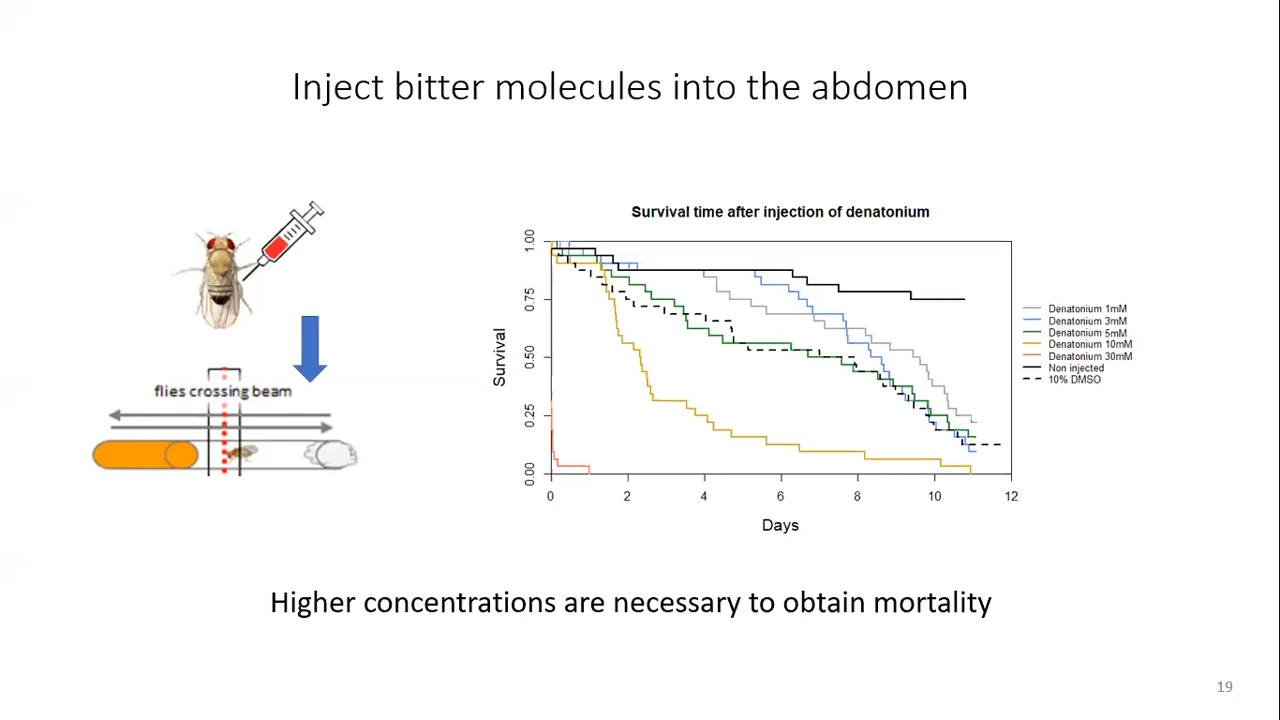 Inject bitter molecules into the abdomen
flies crossing beam
Survival time after injection of denatonium
Survival
1.00
0.75
0.50
0.25
0.00
0 2 4 6 8 10 12
Days
Denatonium 1mM
Denatonium 3mM
Denatonium 5mM
Denatonium 10mM
Denatonium 30mM
Non injected
10% DMSO
Higher concentrations are necessary to obtain mortality
19